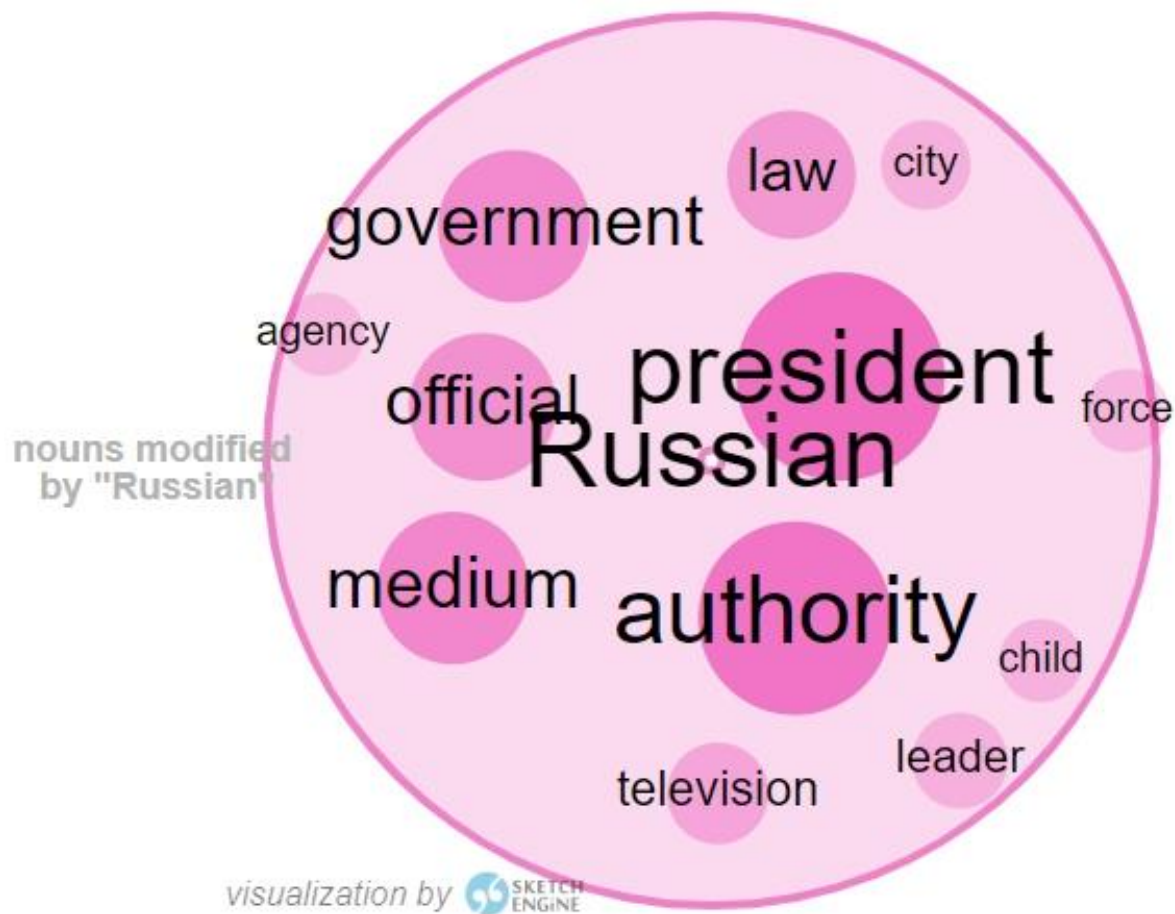 law
city
government
agency
president
official
force
Russian
nouns modified
by "Russian"
medium
authority
child
leader
television
visualization by SKETCH
ENGINE